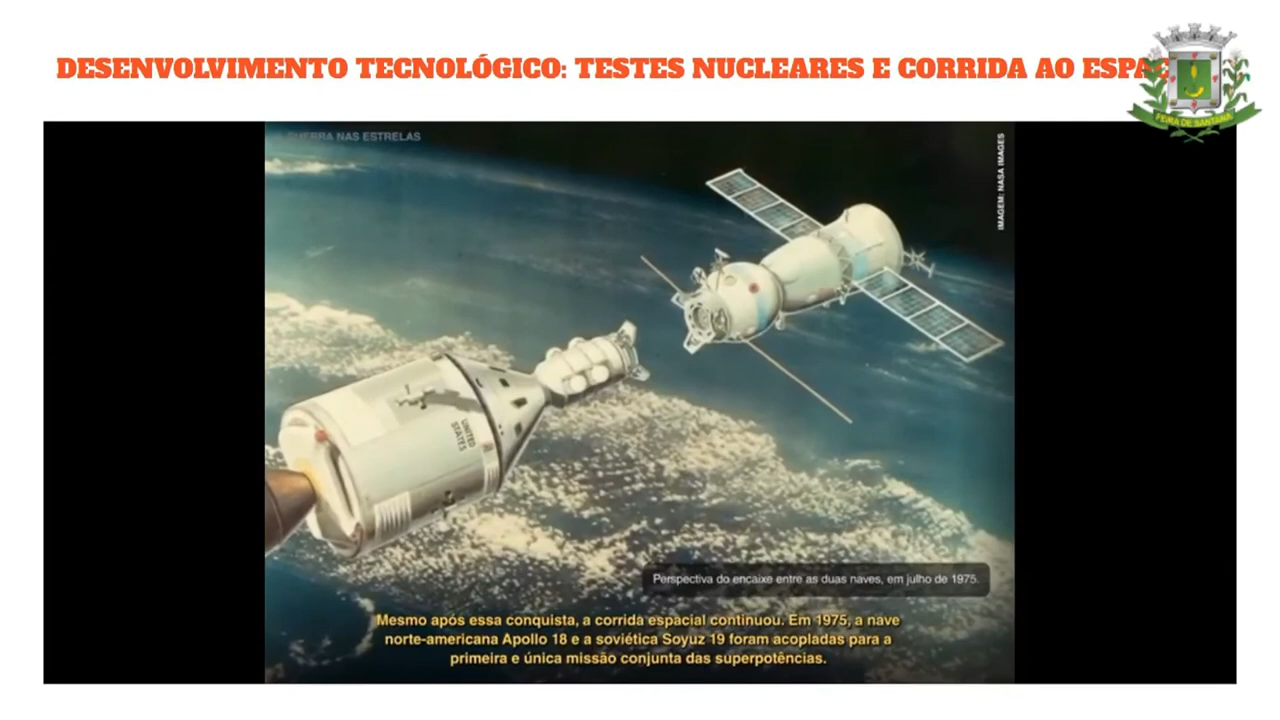 DESENVOLVIMENTO TECNOLÓGICO: TESTES NUCLEARES E CORRIDA AO
FEIRA DE SANTANA
GUERRA NAS ESTRELAS
IMAGEM: NASA IMAGES
UNITED
STATES
Perspectiva do encaixe entre as duas naves, em julho de 1975.
Mesmo após essa conquista, a corrida espacial continuou. Em 1975, a nave
norte-americana Apollo 18 e a soviética Soyuz 19 foram acopladas para a
primeira e única missão conjunta das superpotências.